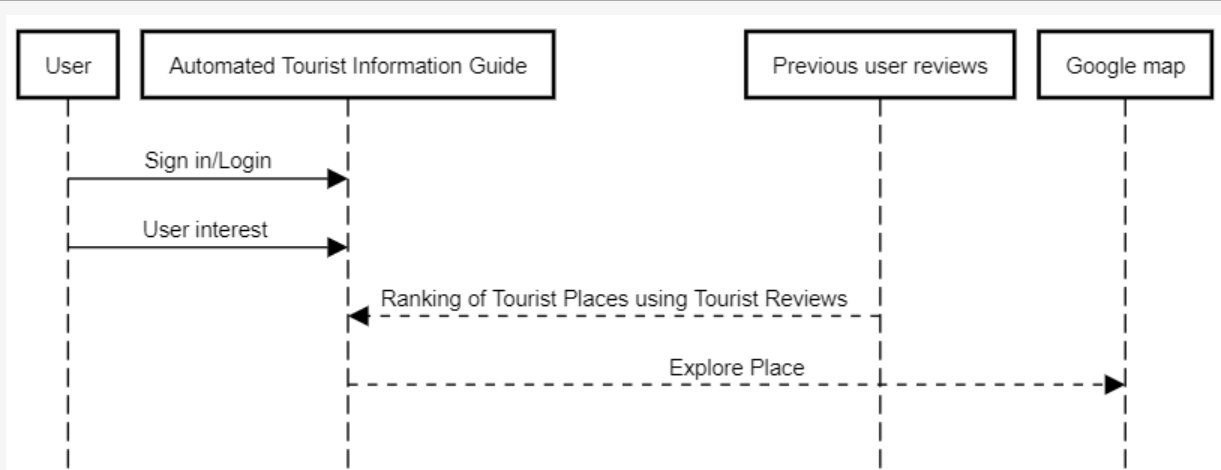 User
Automated Tourist Information Guide
Previous user reviews
Google map
Sign in/Login
User interest
Ranking of Tourist Places using Tourist Reviews
Explore Place